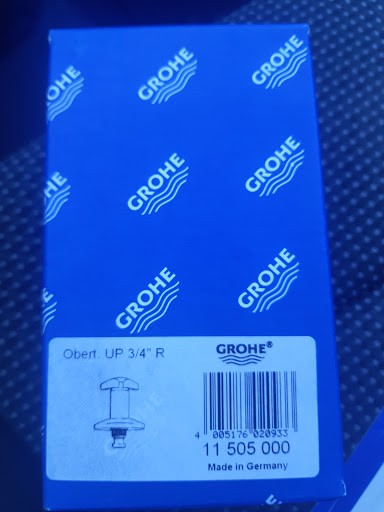 GROHE
GROHE
GROHE
GROHE
GROHE
GROHE
GROHE
Obert. UP 3/4" R
GROHE®
4 005176 020933
11 505 000
Made in Germany